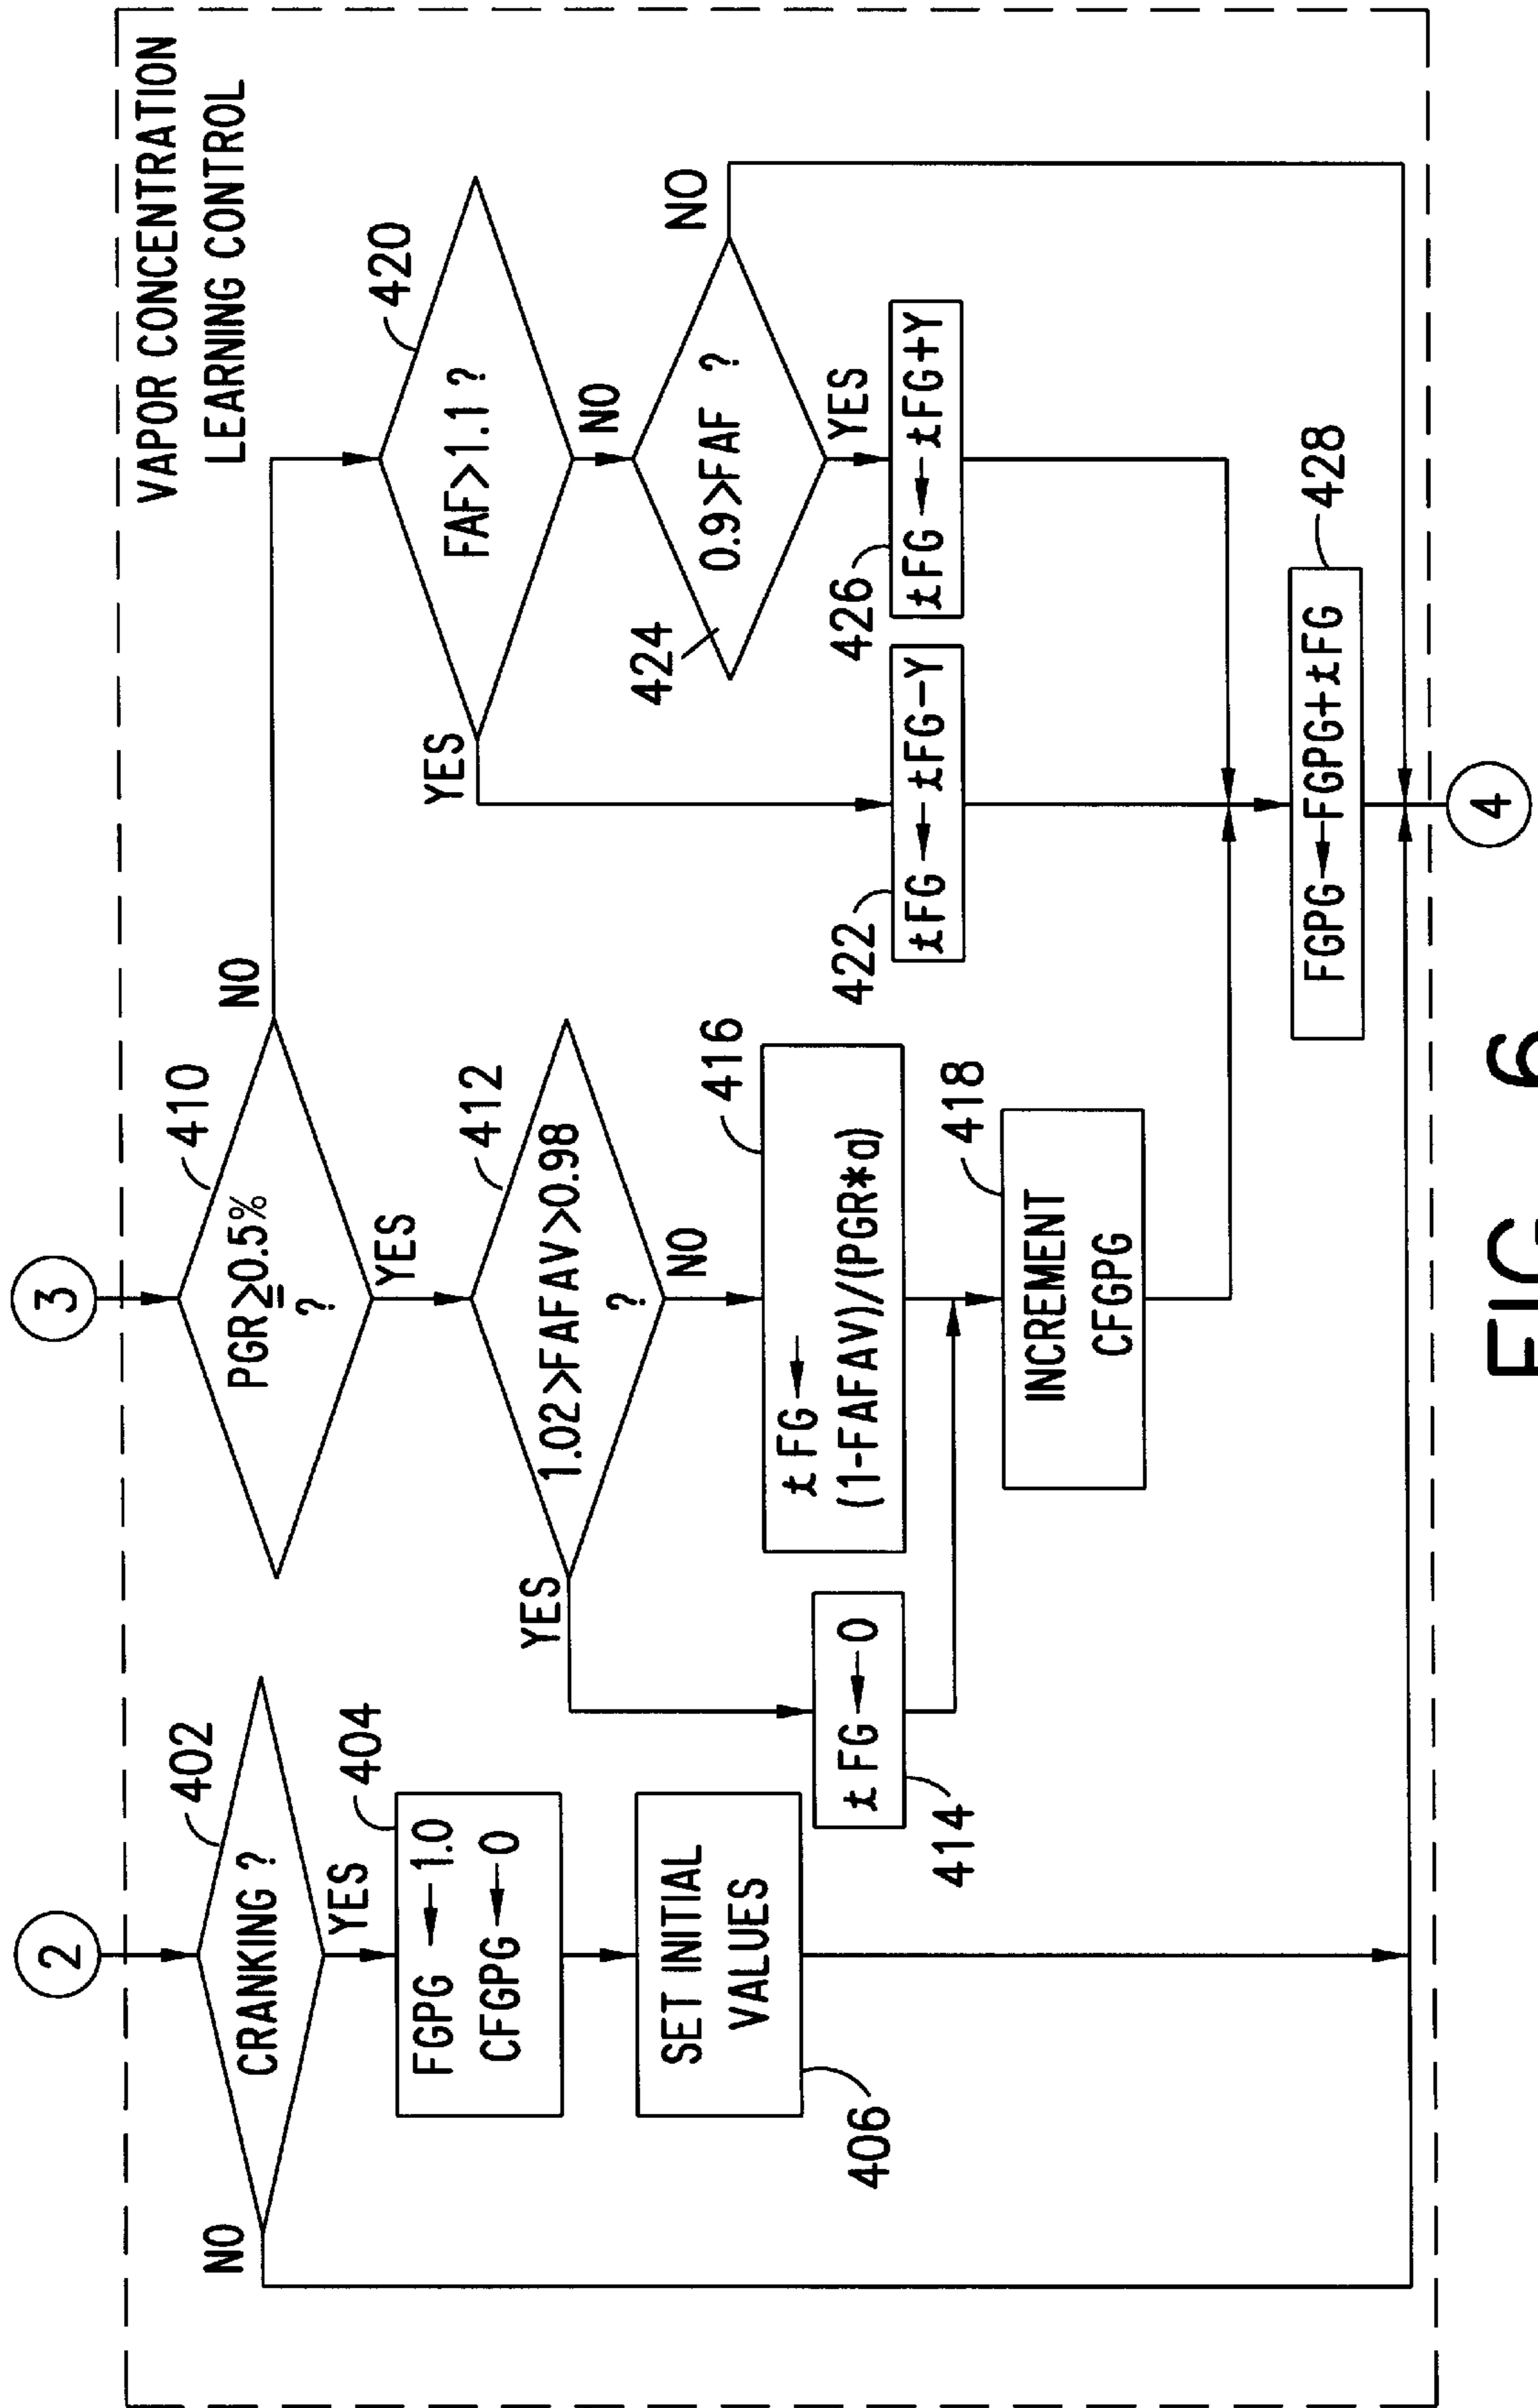 VAPOR CONCENTRATION
LEARNING CONTROL
2
402
CRANKING ?
NO
YES
404
FGPG ← 1.0
CFGPG ← 0
SET INITIAL
VALUES
406
3
410
PGR≧0.5%
?
NO
YES
412
1.02>FAFAV>0.98
?
YES
NO
414
tFG ← 0
416
tFG ←
(1-FAFAV)/(PGR*a)
418
INCREMENT
CFGPG
420
FAF>1.1 ?
YES
NO
422
tFG ← tFG-Y
424
0.9>FAF ?
NO
YES
426
tFG ← tFG+Y
428
FGPG←FGPG+tFG
4
FIG. 6